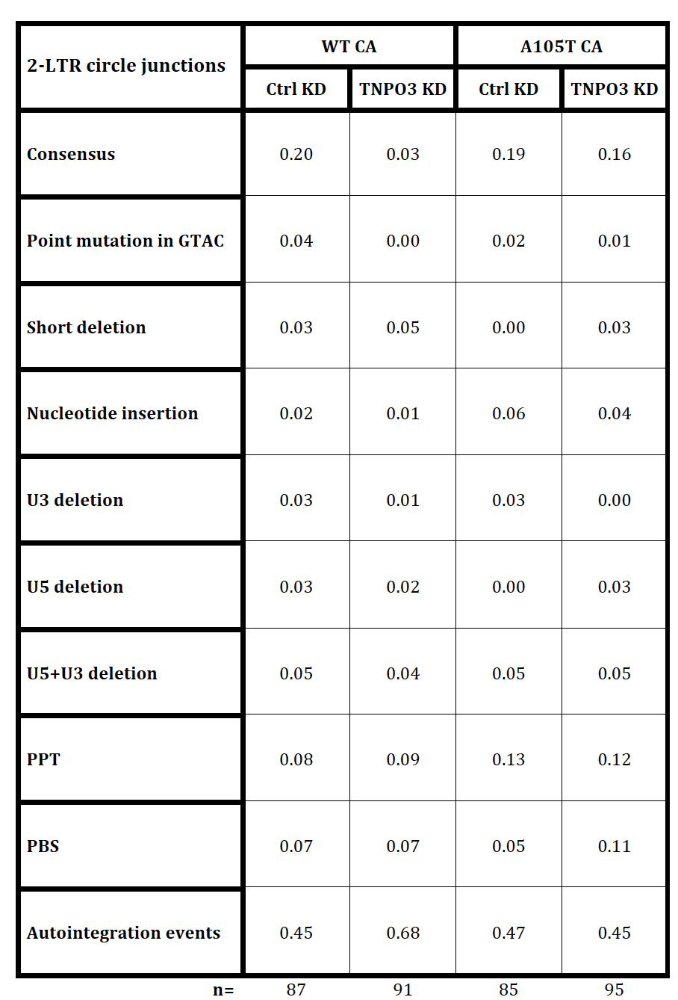 2-LTR circle junctions WT CA A105T CA
Ctrl KD TNPO3 KD Ctrl KD TNPO3 KD
Consensus 0.20 0.03 0.19 0.16
Point mutation in GTAC 0.04 0.00 0.02 0.01
Short deletion 0.03 0.05 0.00 0.03
Nucleotide insertion 0.02 0.01 0.06 0.04
U3 deletion 0.03 0.01 0.03 0.00
U5 deletion 0.03 0.02 0.00 0.03
U5+U3 deletion 0.05 0.04 0.05 0.05
PPT 0.08 0.09 0.13 0.12
PBS 0.07 0.07 0.05 0.11
Autointegration events 0.45 0.68 0.47 0.45
n= 87 91 85 95